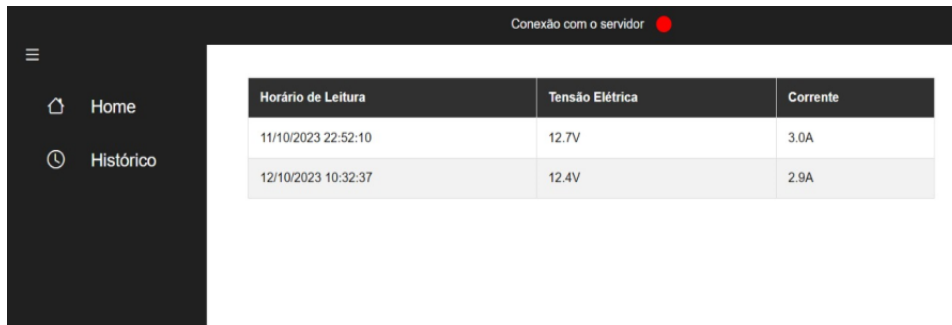 Conexão com o servidor
Home
Histórico
Horário de Leitura Tensão Elétrica Corrente
11/10/2023 22:52:10 12.7V 3.0A
12/10/2023 10:32:37 12.4V 2.9A